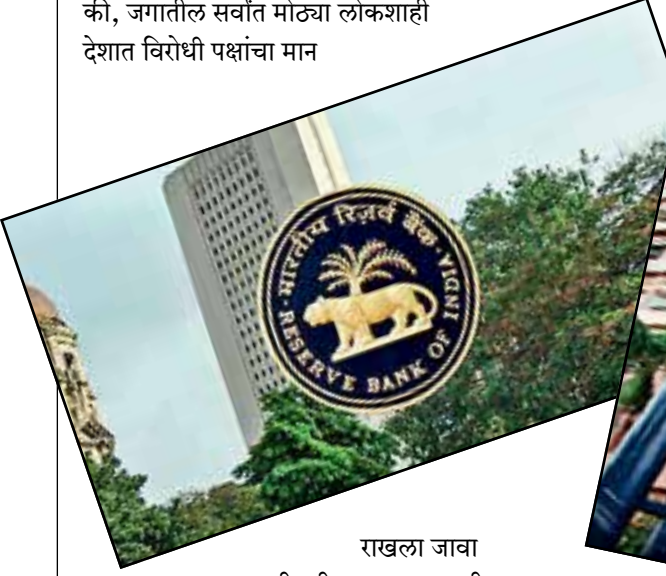 की, जगातील सर्वांत मोठ्या लोकशाही
देशात विरोधी पक्षांचा मान
भारतीय रिज़र्व बैंक
RESERVE BANK OF INDIA
राखला जावा